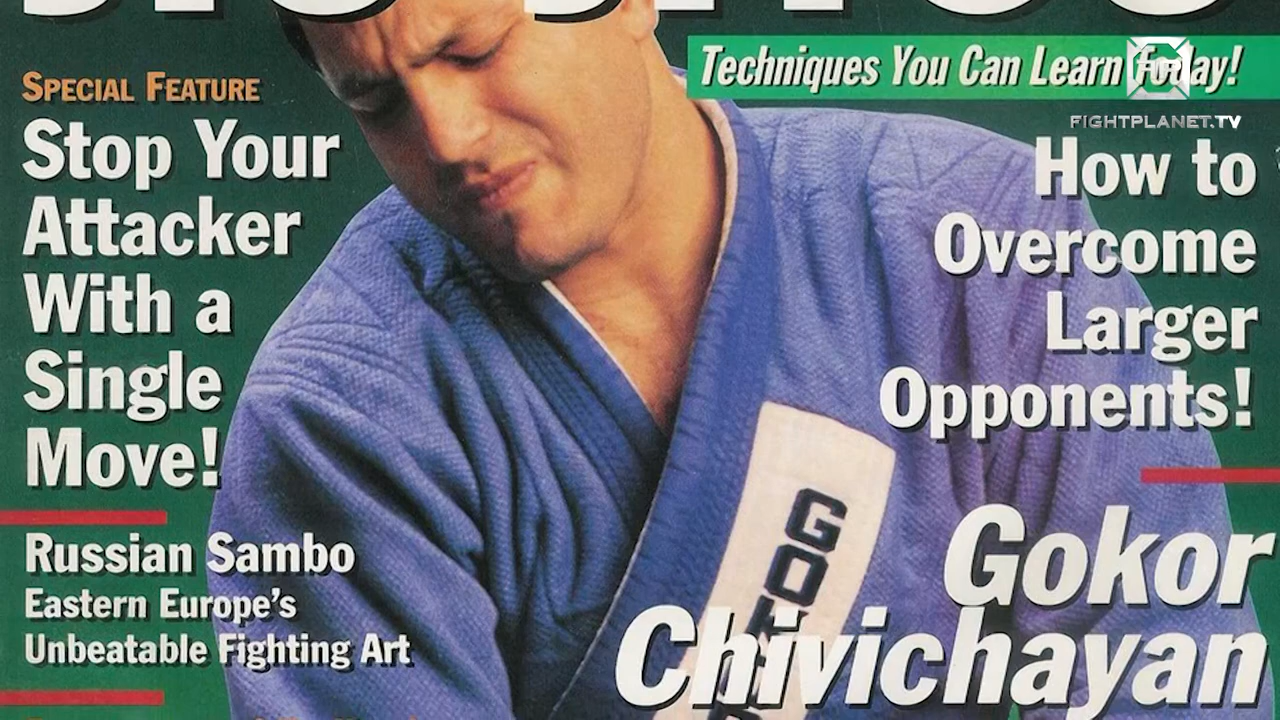 Techniques You Can Learn Today!
FIGHTPLANET.TV
SPECIAL FEATURE
Stop Your
Attacker
With a
Single
Move!
How to
Overcome
Larger
Opponents!
Russian Sambo
Eastern Europe's
Unbeatable Fighting Art
Gokor
Chivichayan